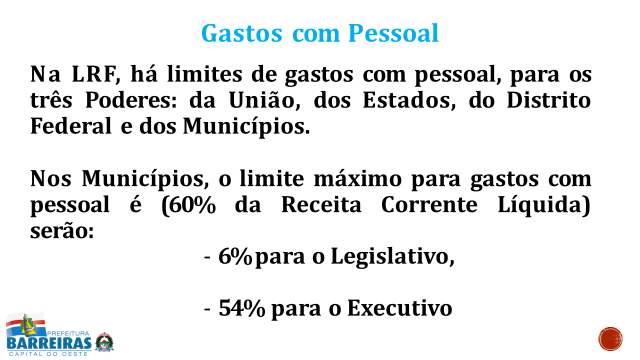 Gastos com Pessoal
Na LRF, há limites de gastos com pessoal, para os
três Poderes: da União, dos Estados, do Distrito
Federal e dos Municípios.
Nos Municípios, o limite máximo para gastos com
pessoal é (60% da Receita Corrente Líquida)
serão:
- 6%para o Legislativo,
- 54% para o Executivo
PREFEITURA
BARREIRAS
CAPITAL DO OESTE